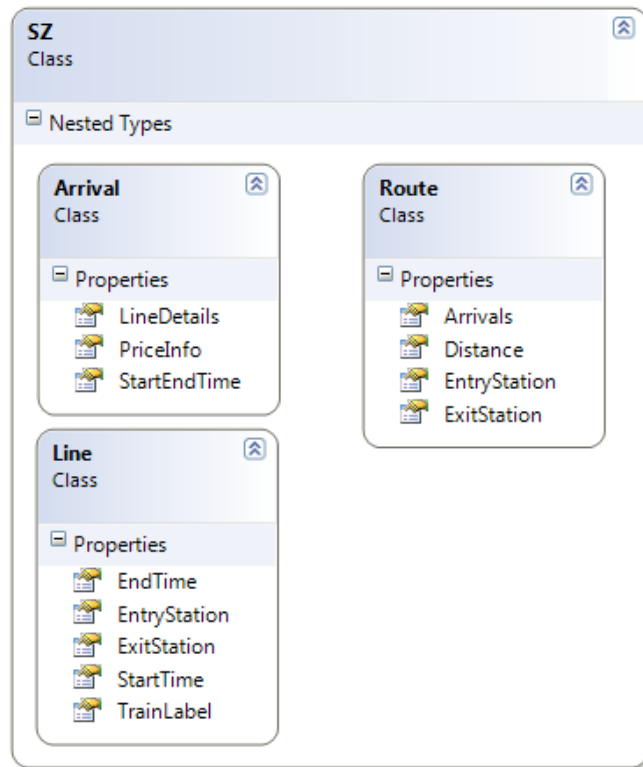 SZ
Class
Nested Types
Arrival
Class
Properties
LineDetails
PriceInfo
StartEndTime
Route
Class
Properties
Arrivals
Distance
EntryStation
ExitStation
Line
Class
Properties
EndTime
EntryStation
ExitStation
StartTime
TrainLabel